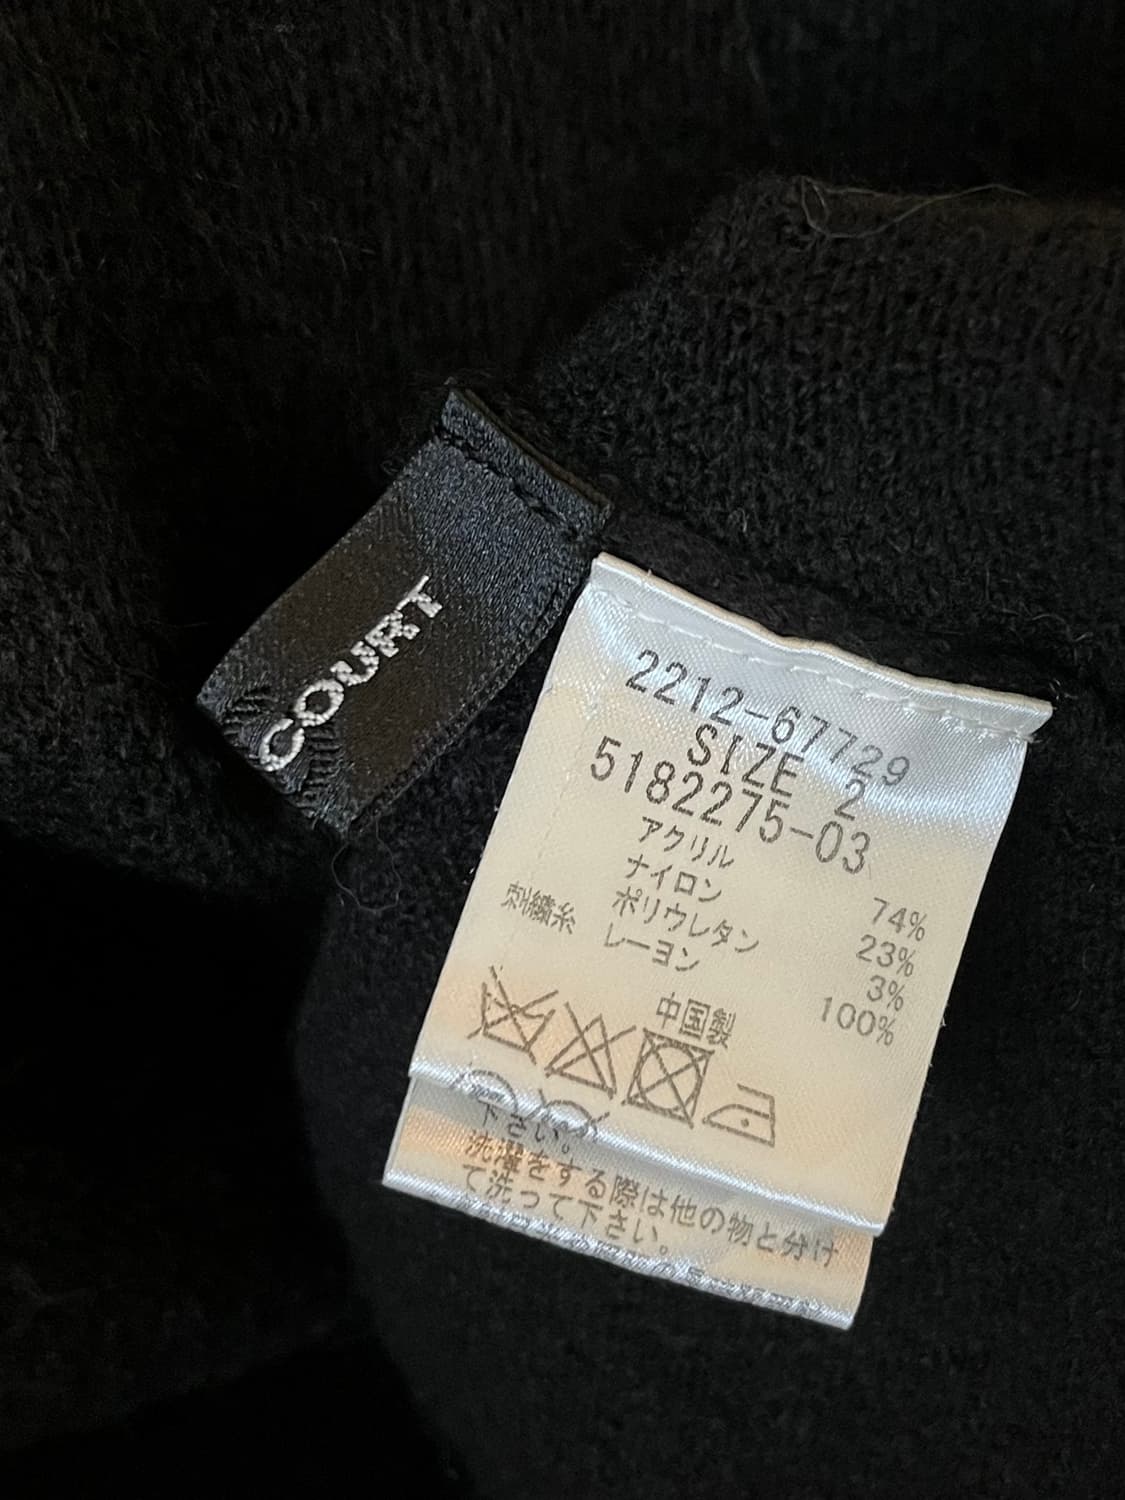 COURT
2212-67729
SIZE 2
5182275-03
アクリル 74%
ナイロン 23%
ポリウレタン 3%
刺繍糸 レーヨン 100%
中国製
下さい。
洗濯をする際は他の物と分け
て洗って下さい。